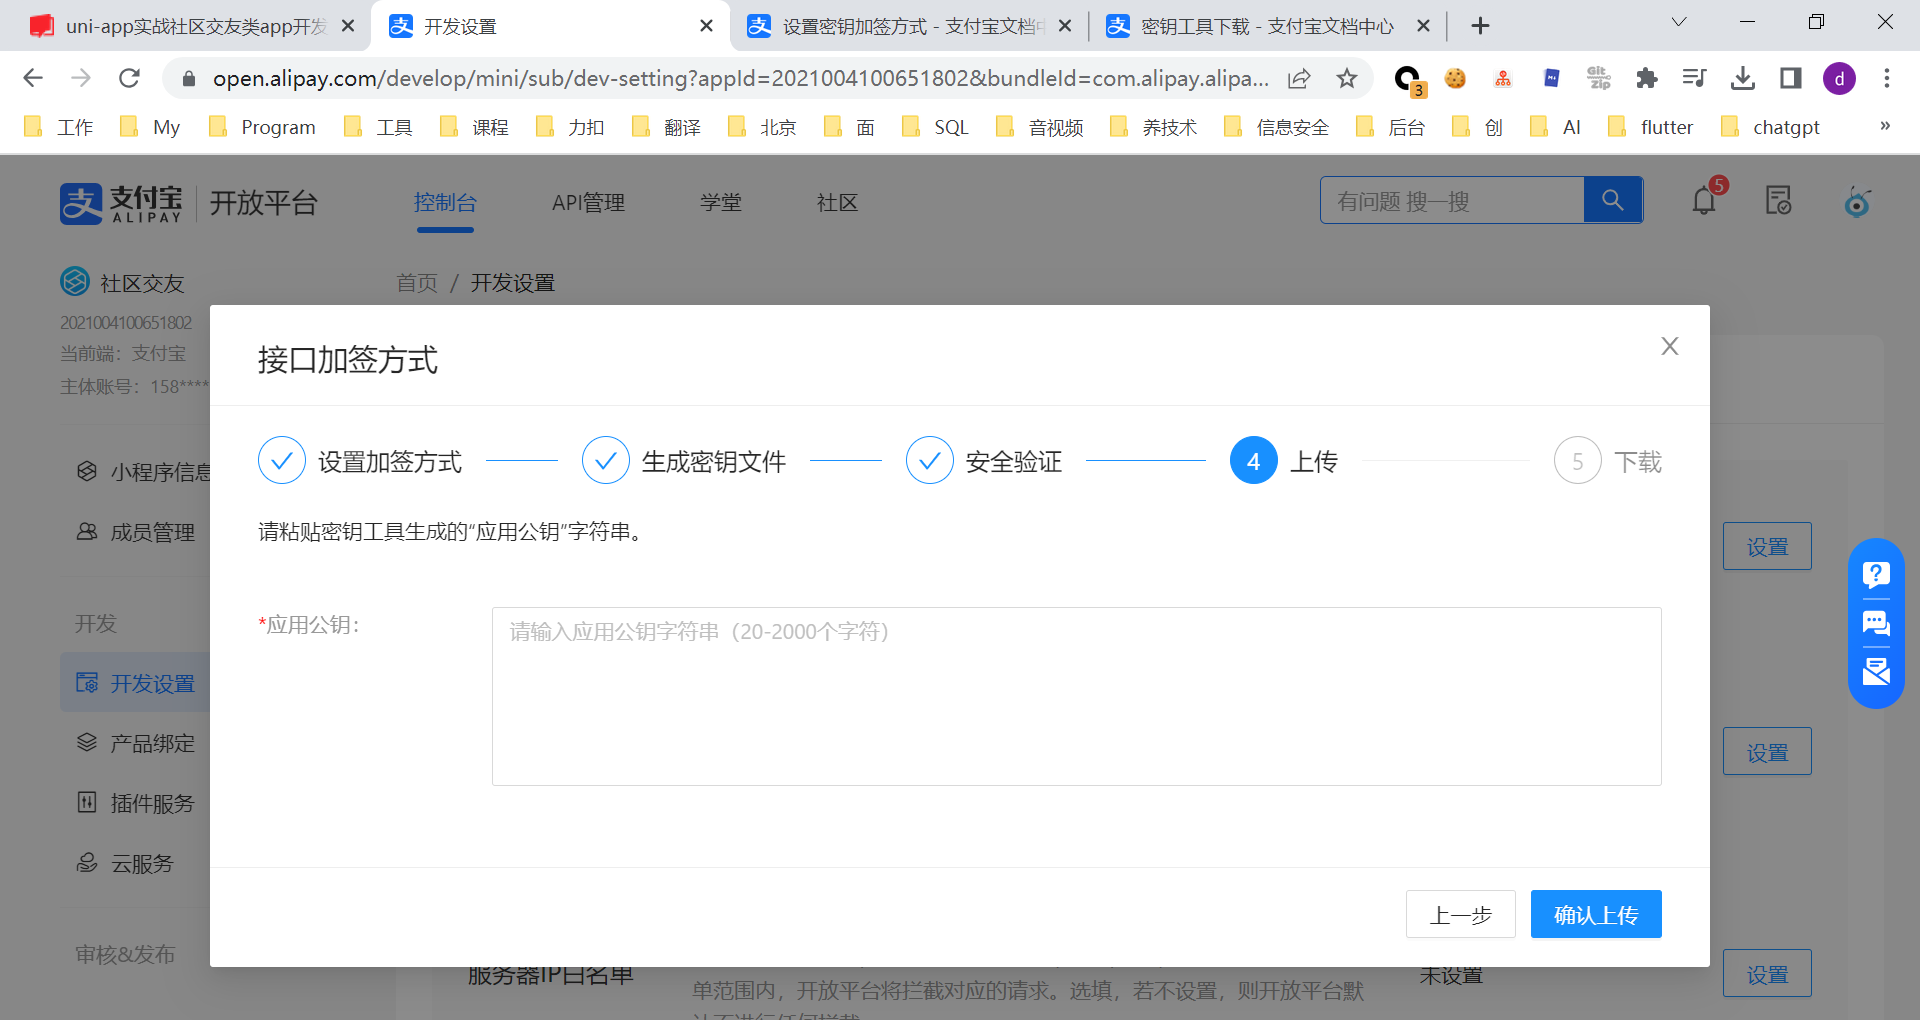 uni-app实战社区交友类app开发
开发设置
设置密钥加签方式 - 支付宝文档中
密钥工具下载 - 支付宝文档中心
open.alipay.com/develop/mini/sub/dev-setting?appId=2021004100651802&bundleId=com.alipay.alipa...
3
Git
Zip
d
工作
My
Program
工具
课程
力扣
翻译
北京
面
SQL
音视频
养技术
信息安全
后台
创
AI
flutter
chatgpt
»
支 支付宝
ALIPAY
开放平台
控制台
API管理
学堂
社区
有问题 搜一搜
5
社区交友
首页 / 开发设置
2021004100651802
当前端：支付宝
主体账号：158****
接口加签方式
设置加签方式
生成密钥文件
安全验证
4 上传
5 下载
请粘贴密钥工具生成的“应用公钥”字符串。
*应用公钥：
请输入应用公钥字符串（20-2000个字符）
上一步
确认上传
小程序信息
成员管理
开发
开发设置
产品绑定
插件服务
云服务
审核&发布
设置
设置
服务器IP白名单
单范围内，开放平台将拦截对应的请求。选填，若不设置，则开放平台默
未设置
设置